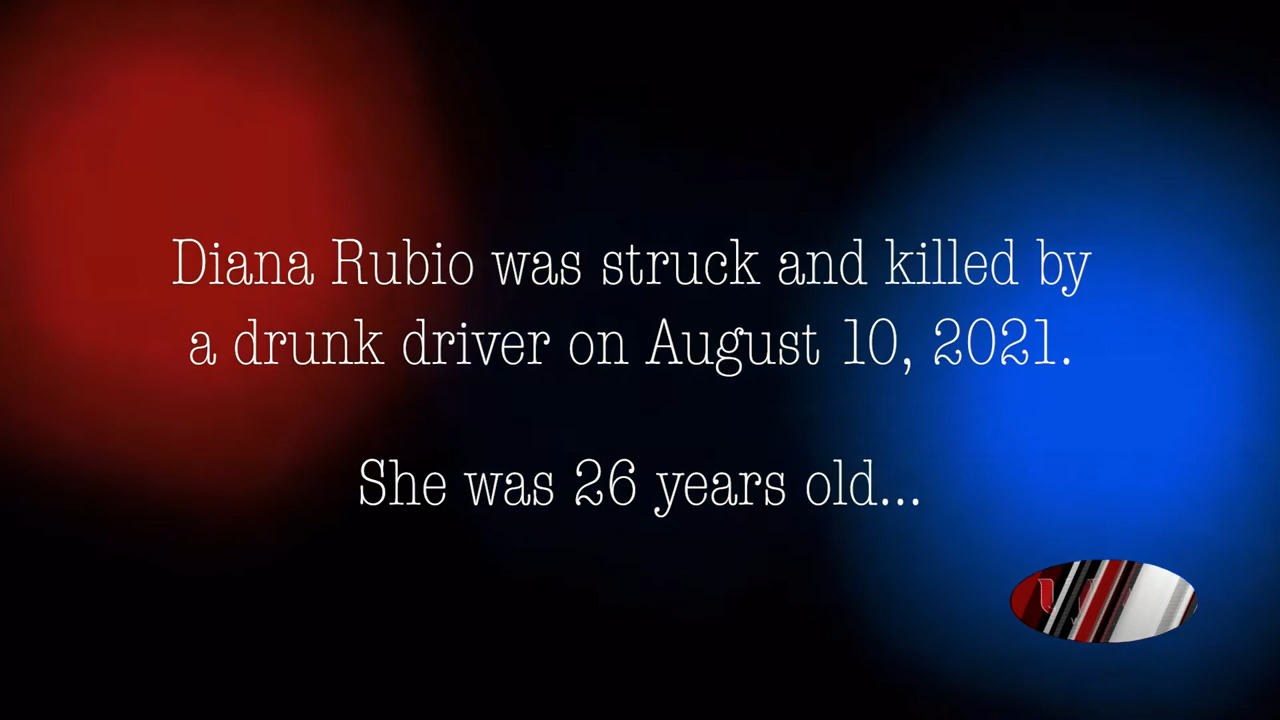 Diana Rubio was struck and killed by
a drunk driver on August 10, 2021.
She was 26 years old...